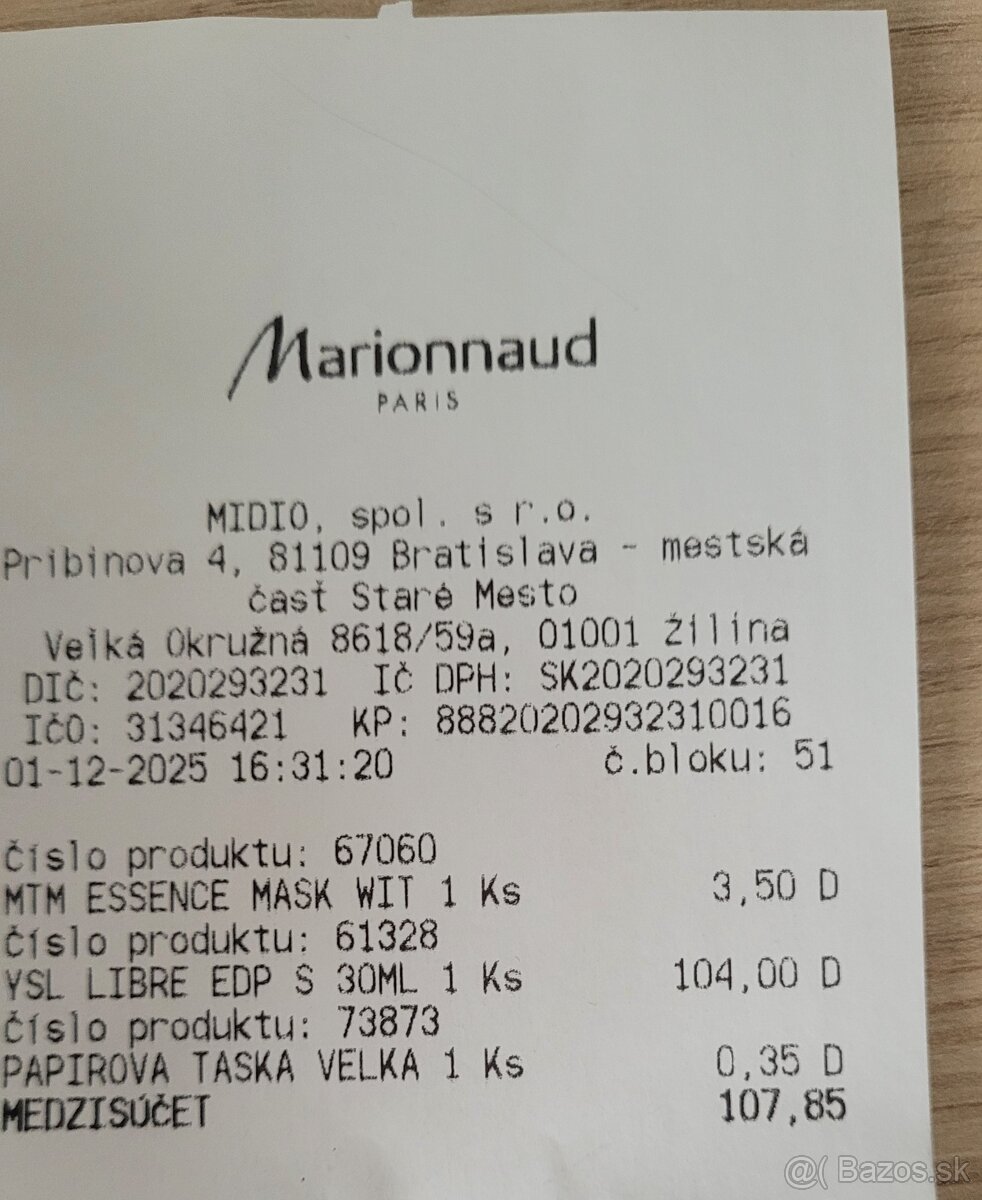 Marionnaud
PARIS
MIDIO, spol. s r.o.
Pribinova 4, 81109 Bratislava - mestská
časť Staré Mesto
Veľká Okružná 8618/59a, 01001 Žilina
DIČ: 2020293231 IČ DPH: SK2020293231
IČO: 31346421 KP: 88820202932310016
01-12-2025 16:31:20 č.bloku: 51
číslo produktu: 67060
MTM ESSENCE MASK WIT 1 Ks 3,50 D
číslo produktu: 61328
YSL LIBRE EDP S 30ML 1 Ks 104,00 D
číslo produktu: 73873
PAPIROVA TASKA VELKA 1 Ks 0,35 D
MEDZISÚČET 107,85
@( Bazos.sk